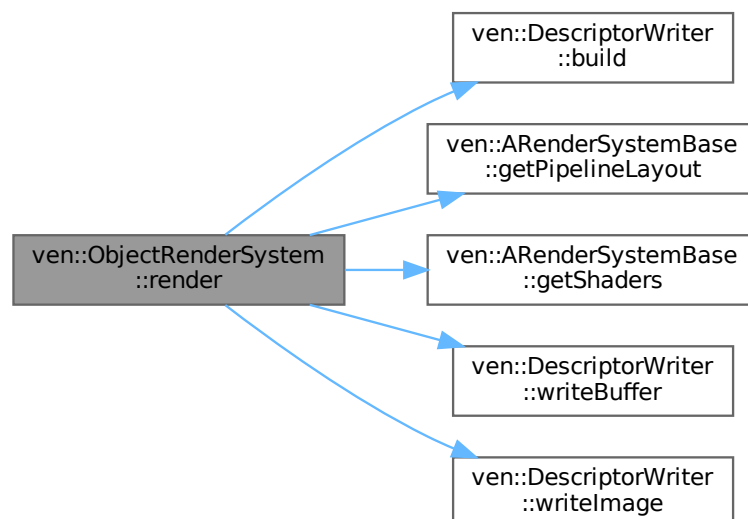 ven::DescriptorWriter
::build
ven::ARenderSystemBase
::getPipelineLayout
ven::ObjectRenderSystem
::render
ven::ARenderSystemBase
::getShaders
ven::DescriptorWriter
::writeBuffer
ven::DescriptorWriter
::writeImage